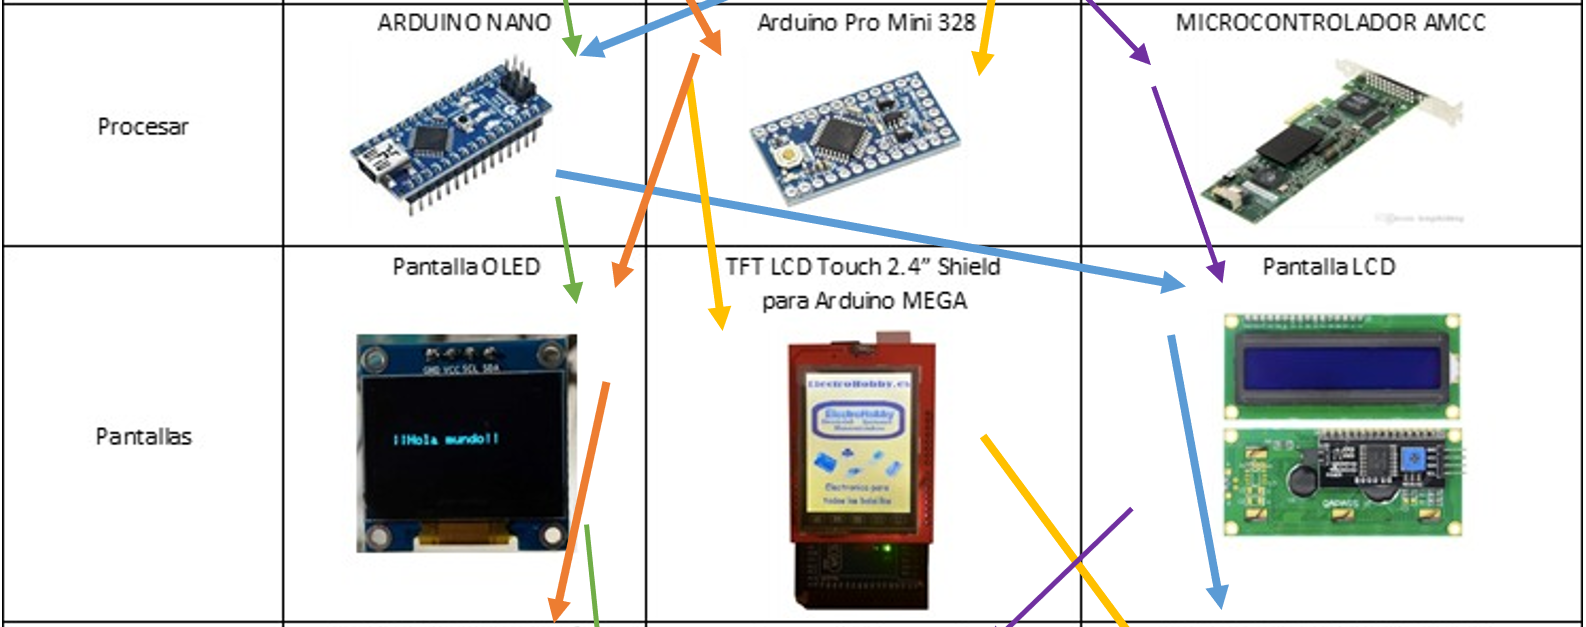 ARDUINO NANO
Arduino Pro Mini 328
MICROCONTROLADOR AMCC
Procesar
Pantalla OLED
TFT LCD Touch 2.4” Shield
para Arduino MEGA
Pantalla LCD
Pantallas
GND VCC SCL SDA
¡¡Hola mundo!!
ElectroHobby.es
ElectroHobby
Electronica para
todos los bolsillos
QAPASS